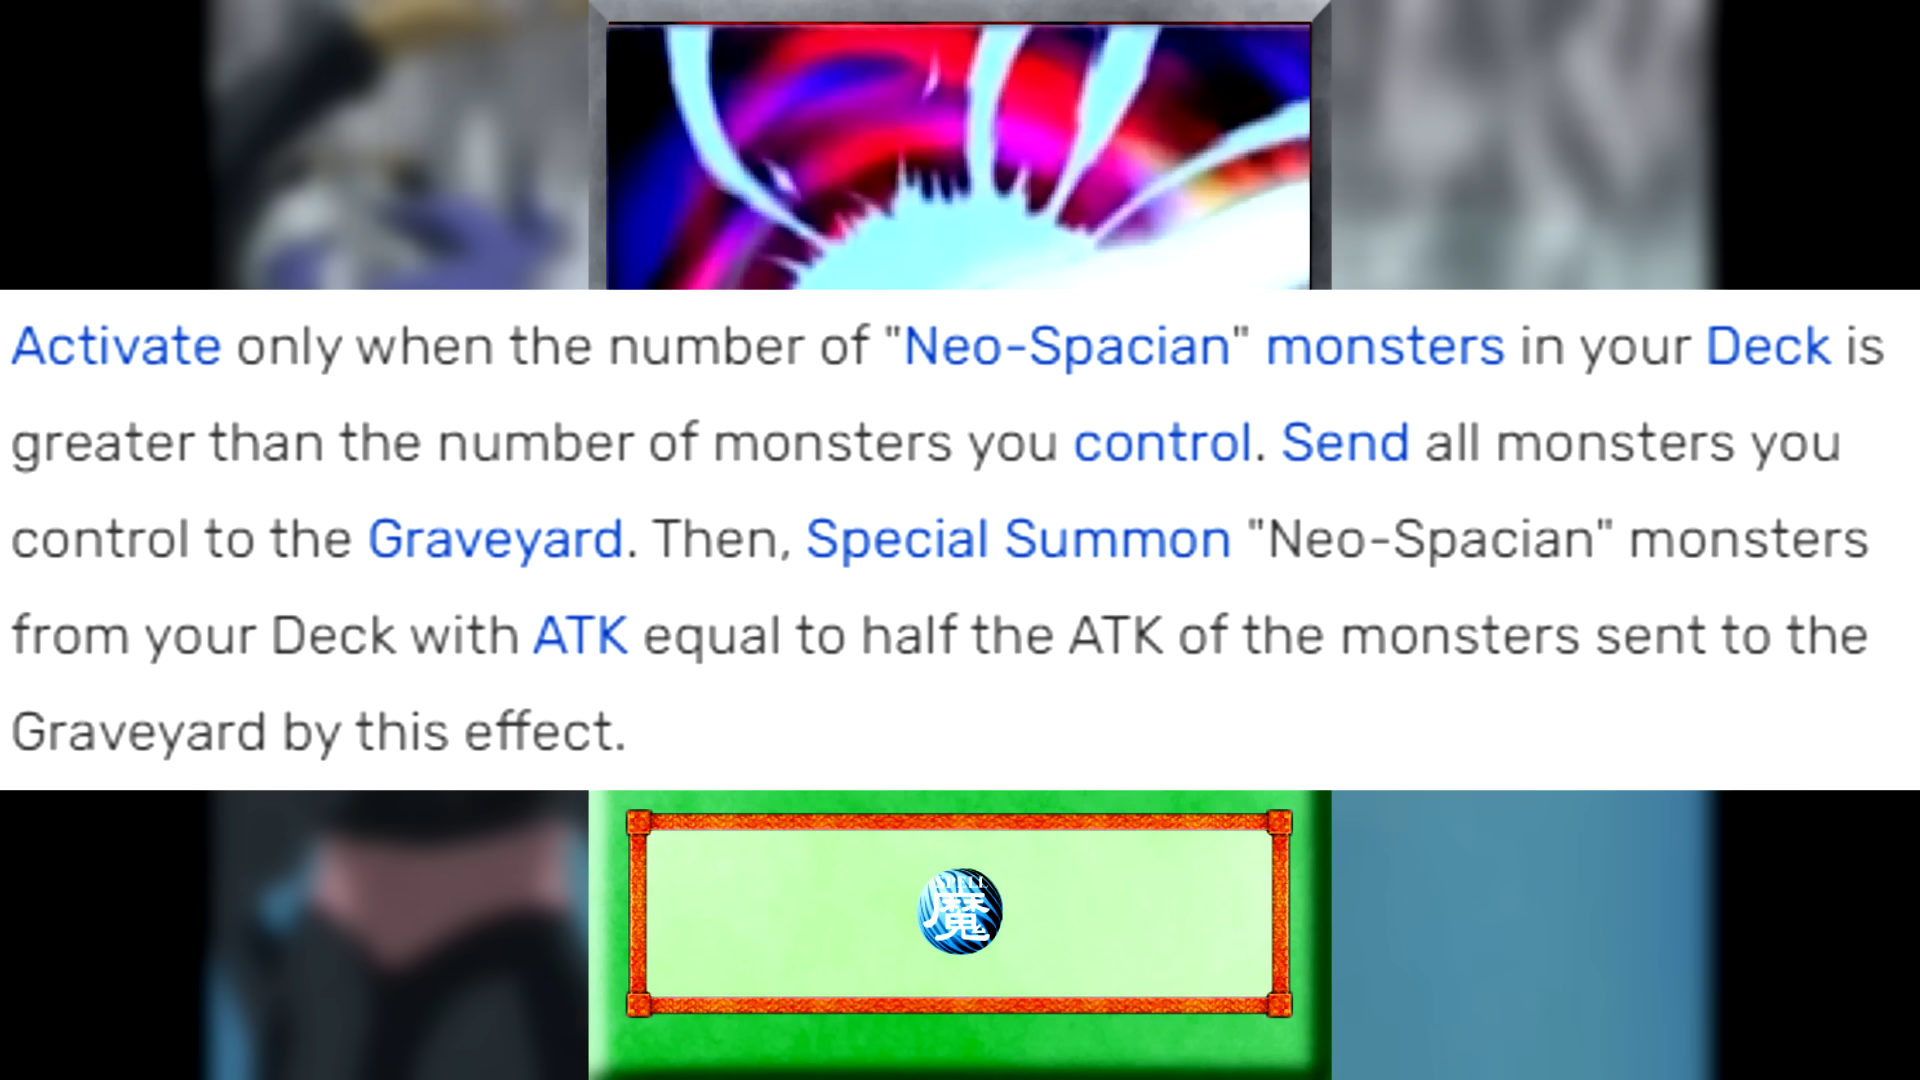 Activate only when the number of "Neo-Spacian" monsters in your Deck is
greater than the number of monsters you control. Send all monsters you
control to the Graveyard. Then, Special Summon "Neo-Spacian" monsters
from your Deck with ATK equal to half the ATK of the monsters sent to the
Graveyard by this effect.
SPELL
魔